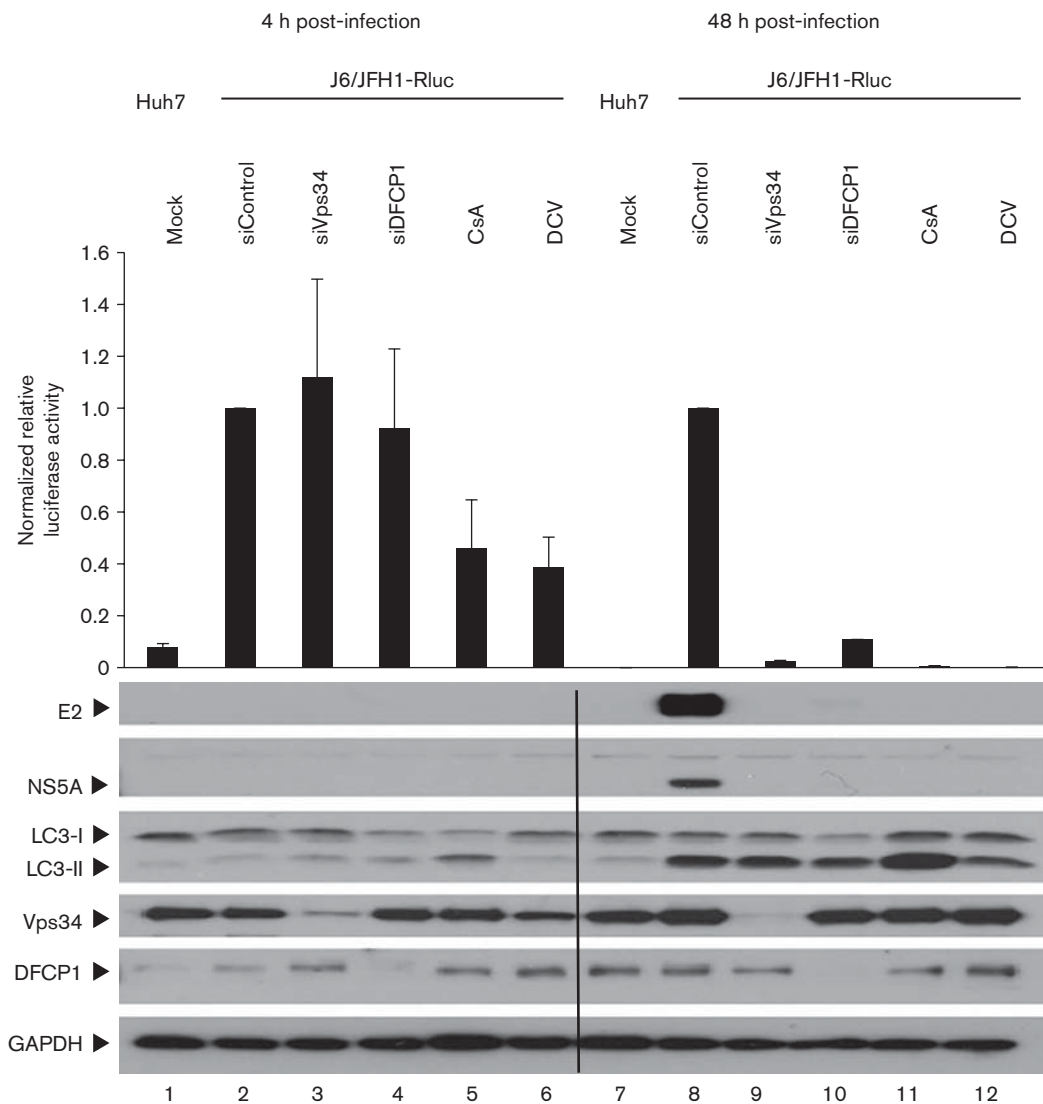 4 h post-infection 48 h post-infection
J6/JFH1-Rluc J6/JFH1-Rluc
Huh7 Huh7
Mock siControl siVps34 siDFCP1 CsA DCV Mock siControl siVps34 siDFCP1 CsA DCV
Normalized relative
luciferase activity
1.6
1.4
1.2
1.0
0.8
0.6
0.4
0.2
0
E2
NS5A
LC3-I
LC3-II
Vps34
DFCP1
GAPDH
1 2 3 4 5 6 7 8 9 10 11 12